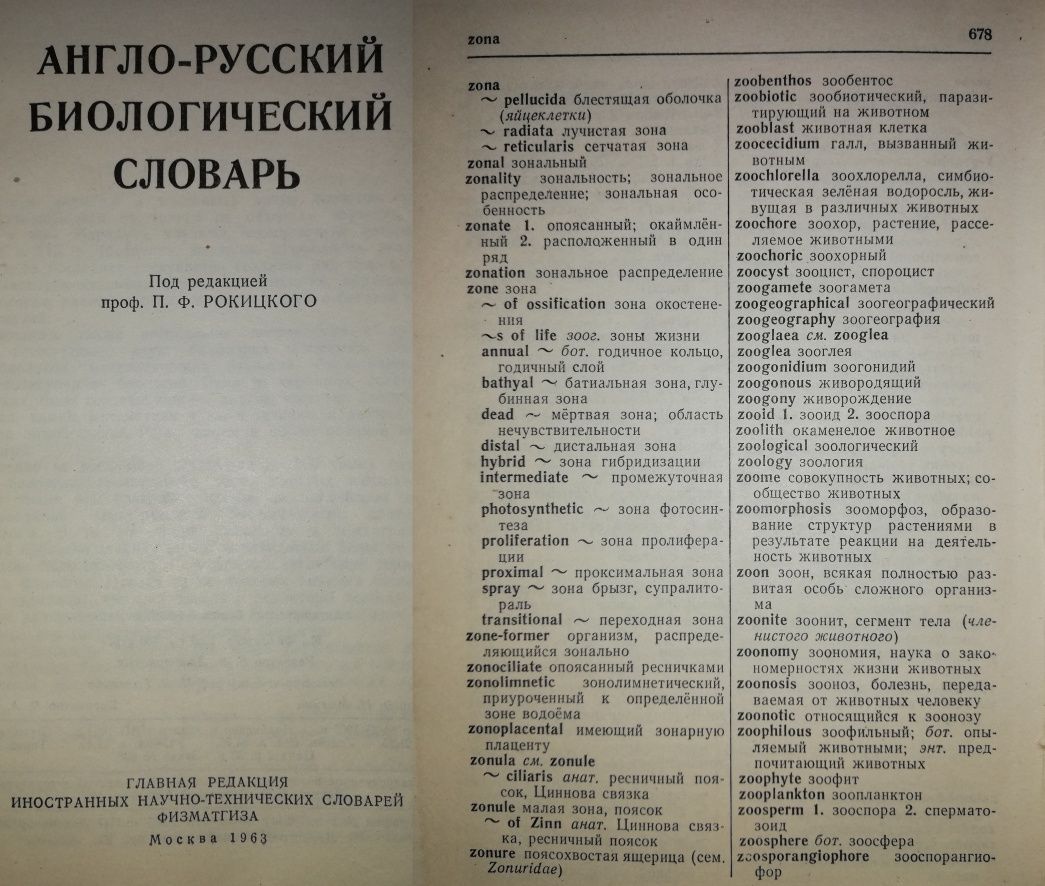 АНГЛО-РУССКИЙ
БИОЛОГИЧЕСКИЙ
СЛОВАРЬ
Под редакцией
проф. П. Ф. РОКИЦКОГО
ГЛАВНАЯ РЕДАКЦИЯ
ИНОСТРАННЫХ НАУЧНО-ТЕХНИЧЕСКИХ СЛОВАРЕЙ
ФИЗМАТГИЗА
Москва 1963
zona 678
zona
~ pellucida блестящая оболочка
(яйцеклетки)
~ radiata лучистая зона
~ reticularis сетчатая зона
zonal зональный
zonality зональность; зональное
распределение; зональная осо-
бенность
zonate 1. опоясанный; окаймлён-
ный 2. расположенный в один
ряд
zonation зональное распределение
zone зона
~ of ossification зона окостене-
ния
~s of life зоог. зоны жизни
annual ~ бот. годичное кольцо,
годичный слой
bathyal ~ батиальная зона, глу-
бинная зона
dead ~ мёртвая зона; область
нечувствительности
distal ~ дистальная зона
hybrid ~ зона гибридизации
intermediate ~ промежуточная
зона
photosynthetic ~ зона фотосин-
теза
proliferation ~ зона пролифера-
ции
proximal ~ проксимальная зона
spray ~ зона брызг, супралито-
раль
transitional ~ переходная зона
zone-former организм, распреде-
ляющийся зонально
zonociliate опоясанный ресничками
zonolimnetic зонолимнетический,
приуроченный к определённой
зоне водоёма
zonoplacental имеющий зонарную
плаценту
zonula см. zonule
~ ciliaris анат. ресничный поя-
сок, Циннова связка
zonule малая зона, поясок
~ of Zinn анат. Циннова связ-
ка, ресничный поясок
zonure поясохвостая ящерица (сем.
Zonuridae)
zoobenthos зообентос
zoobiotic зообиотический, парази-
тирующий на животном
zooblast животная клетка
zoocecidium галл, вызванный жи-
вотным
zoochlorella зоохлорелла, симбио-
тическая зелёная водоросль, жи-
вущая в различных животных
zoochore зоохор, растение, рассе-
ляемое животными
zoochoric зоохорный
zoocyst зооцист, спороцист
zoogamete зоогамета
zoogeographical зоогеографический
zoogeography зоогеография
zooglaea см. zooglea
zooglea зооглея
zoogonidium зоогонидий
zoogonous живородящий
zoogony живорождение
zooid 1. зооид 2. зооспора
zoolith окаменелое животное
zoological зоологический
zoology зоология
zoome совокупность животных; со-
общество животных
zoomorphosis зооморфоз, образо-
вание структур растениями в
результате реакции на деятель-
ность животных
zoon зоон, всякая полностью раз-
витая особь сложного организ-
ма
zoonite зоонит, сегмент тела (чле-
нистого животного)
zoonomy зоономия, наука о зако-
номерностях жизни животных
zoonosis зооноз, болезнь, переда-
ваемая от животных человеку
zoonotic относящийся к зоонозу
zoophilous зоофильный; бот. опы-
ляемый животными; энт. пред-
почитающий животных
zoophyte зоофит
zooplankton зоопланктон
zoosperm 1. зооспора 2. спермато-
зоид
zoosphere бот. зоосфера
zoosporangiophore зооспорангио-
фор